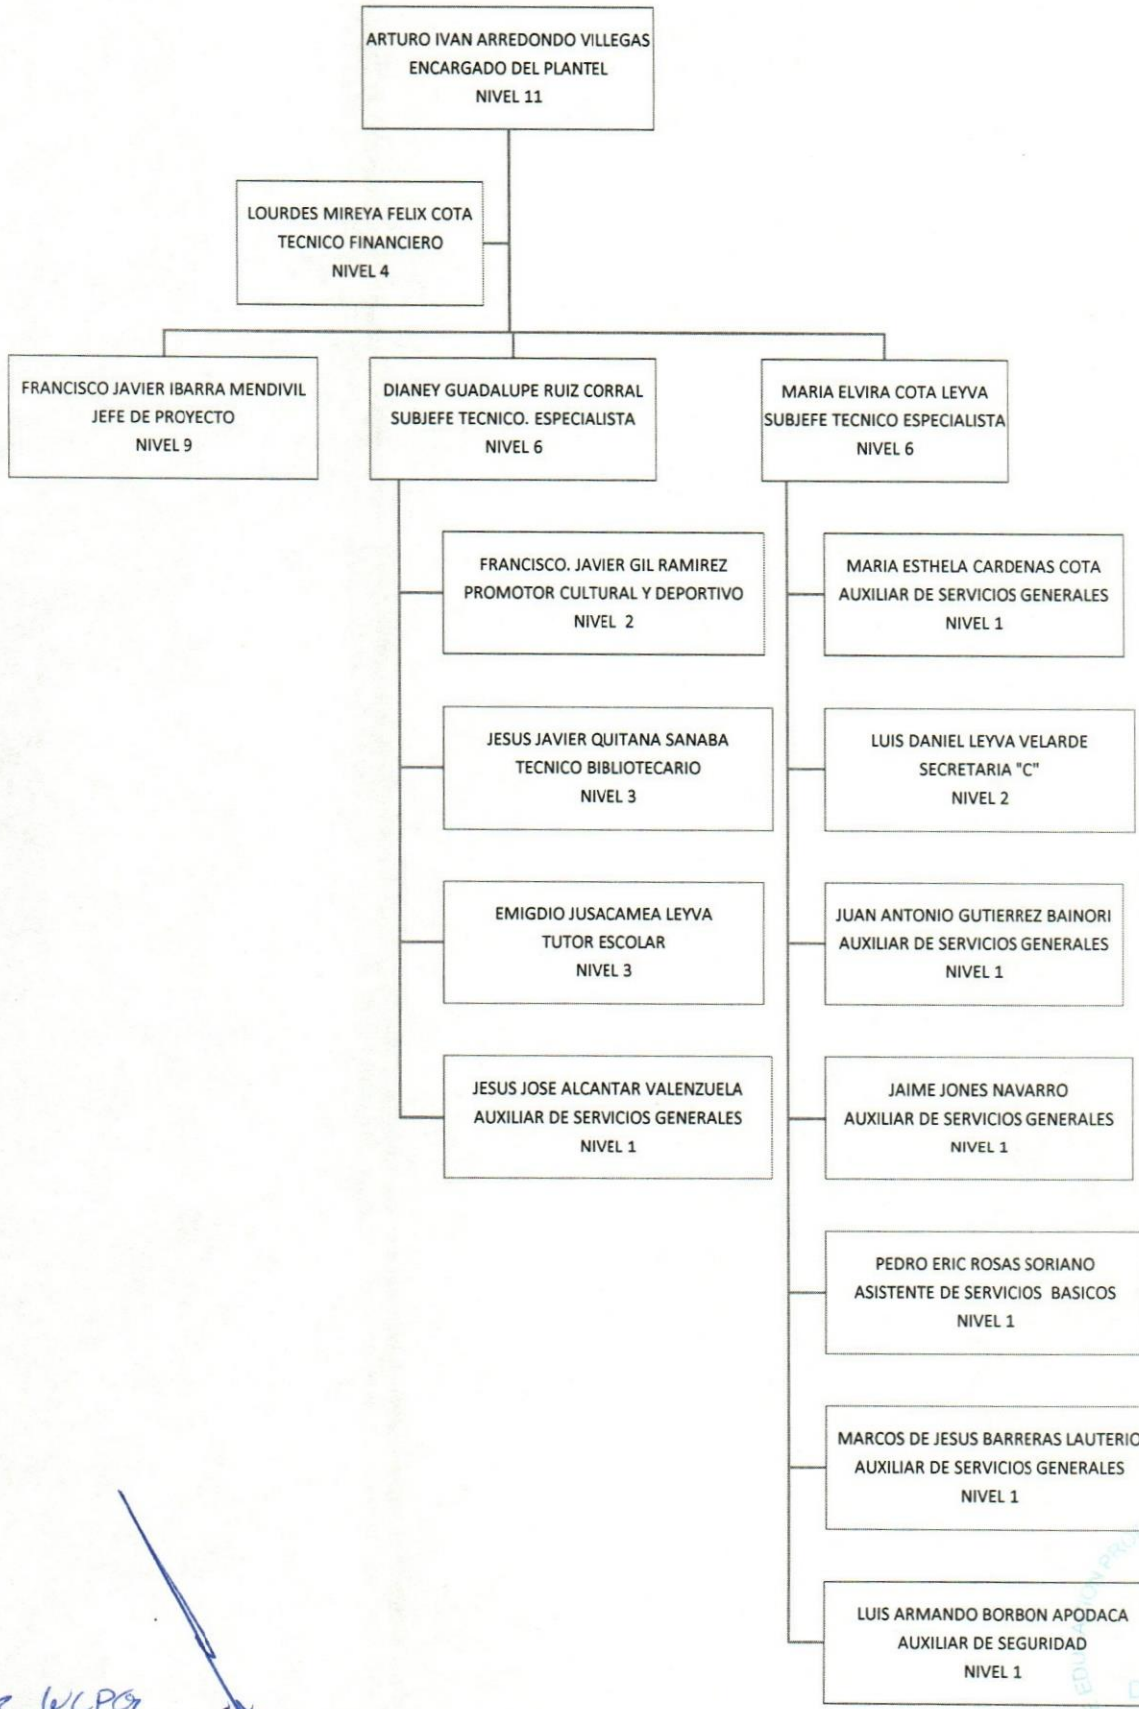 ARTURO IVAN ARREDONDO VILLEGAS
ENCARGADO DEL PLANTEL
NIVEL 11
LOURDES MIREYA FELIX COTA
TECNICO FINANCIERO
NIVEL 4
FRANCISCO JAVIER IBARRA MENDIVIL
JEFE DE PROYECTO
NIVEL 9
DIANEY GUADALUPE RUIZ CORRAL
SUBJEFE TECNICO. ESPECIALISTA
NIVEL 6
MARIA ELVIRA COTA LEYVA
SUBJEFE TECNICO ESPECIALISTA
NIVEL 6
FRANCISCO. JAVIER GIL RAMIREZ
PROMOTOR CULTURAL Y DEPORTIVO
NIVEL 2
JESUS JAVIER QUITANA SANABA
TECNICO BIBLIOTECARIO
NIVEL 3
EMIGDIO JUSACAMEA LEYVA
TUTOR ESCOLAR
NIVEL 3
JESUS JOSE ALCANTAR VALENZUELA
AUXILIAR DE SERVICIOS GENERALES
NIVEL 1
MARIA ESTHELA CARDENAS COTA
AUXILIAR DE SERVICIOS GENERALES
NIVEL 1
LUIS DANIEL LEYVA VELARDE
SECRETARIA "C"
NIVEL 2
JUAN ANTONIO GUTIERREZ BAINORI
AUXILIAR DE SERVICIOS GENERALES
NIVEL 1
JAIME JONES NAVARRO
AUXILIAR DE SERVICIOS GENERALES
NIVEL 1
PEDRO ERIC ROSAS SORIANO
ASISTENTE DE SERVICIOS BASICOS
NIVEL 1
MARCOS DE JESUS BARRERAS LAUTERIO
AUXILIAR DE SERVICIOS GENERALES
NIVEL 1
LUIS ARMANDO BORBON APODACA
AUXILIAR DE SEGURIDAD
NIVEL 1
EDUCACION PRO